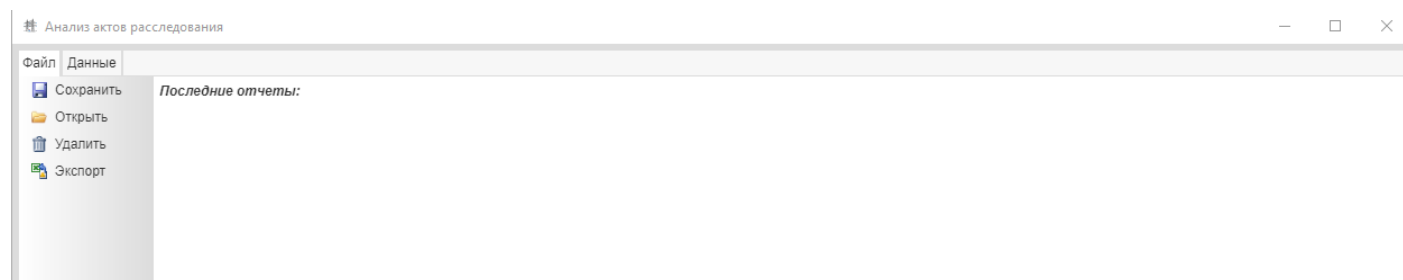 Анализ актов расследования
Файл Данные
Сохранить
Последние отчеты:
Открыть
Удалить
Экспорт